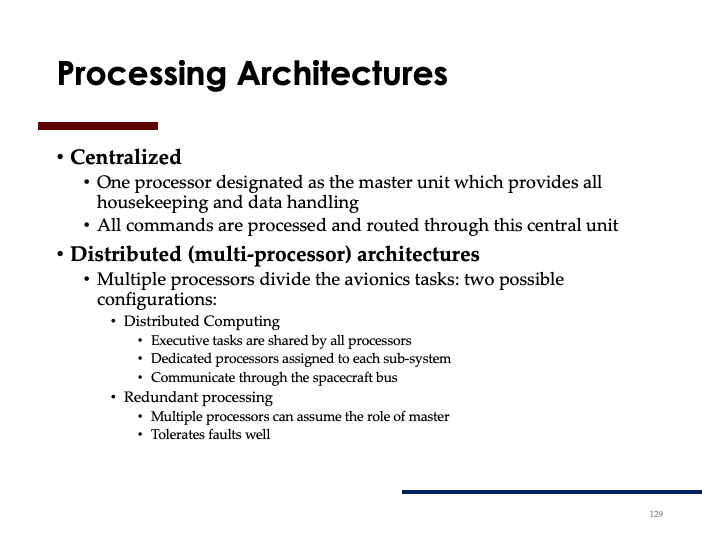 Processing Architectures
• Centralized
• One processor designated as the master unit which provides all
housekeeping and data handling
• All commands are processed and routed through this central unit
• Distributed (multi-processor) architectures
• Multiple processors divide the avionics tasks: two possible
configurations:
• Distributed Computing
• Executive tasks are shared by all processors
• Dedicated processors assigned to each sub-system
• Communicate through the spacecraft bus
• Redundant processing
• Multiple processors can assume the role of master
• Tolerates faults well
129